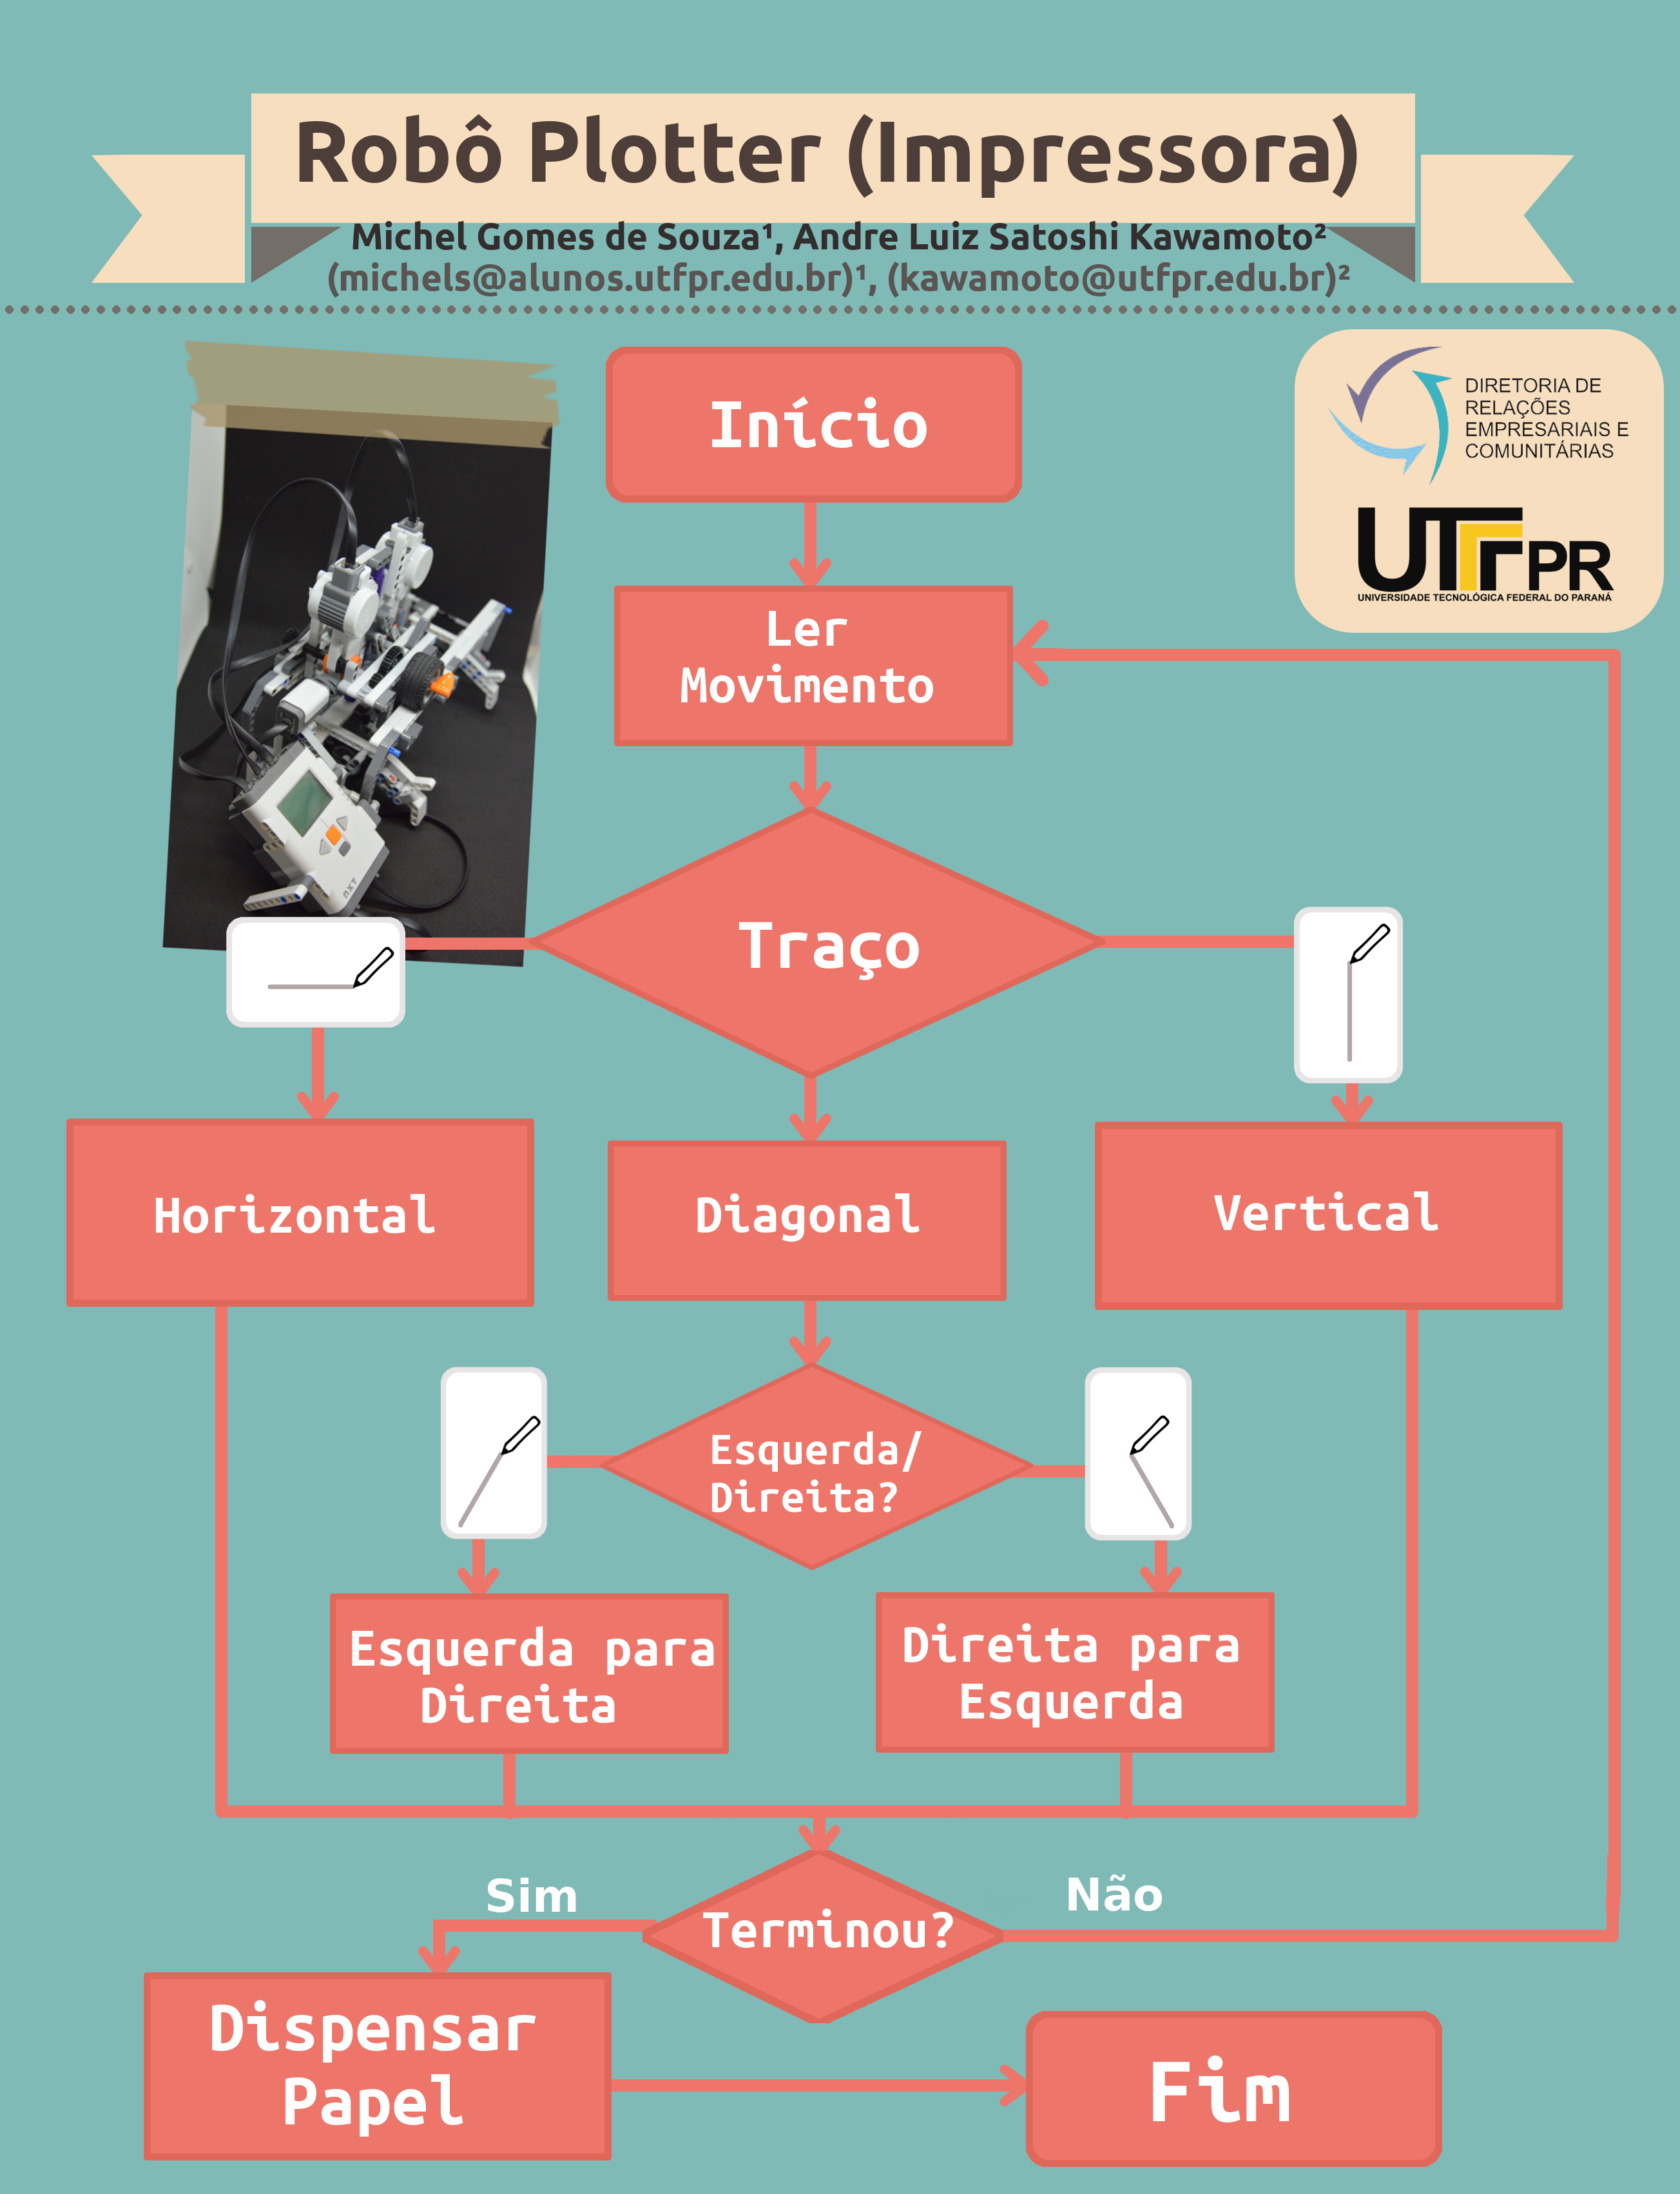 Robô Plotter (Impressora)
Michel Gomes de Souza¹, Andre Luiz Satoshi Kawamoto²
(michels@alunos.utfpr.edu.br)¹, (kawamoto@utfpr.edu.br)²
DIRETORIA DE
RELAÇÕES
EMPRESARIAIS E
COMUNITÁRIAS
UTFPR
UNIVERSIDADE TECNOLÓGICA FEDERAL DO PARANÁ
Início
Ler
Movimento
NXT
Traço
Horizontal
Diagonal
Vertical
Esquerda/
Direita?
Esquerda para
Direita
Direita para
Esquerda
Sim
Não
Terminou?
Dispensar
Papel
Fim